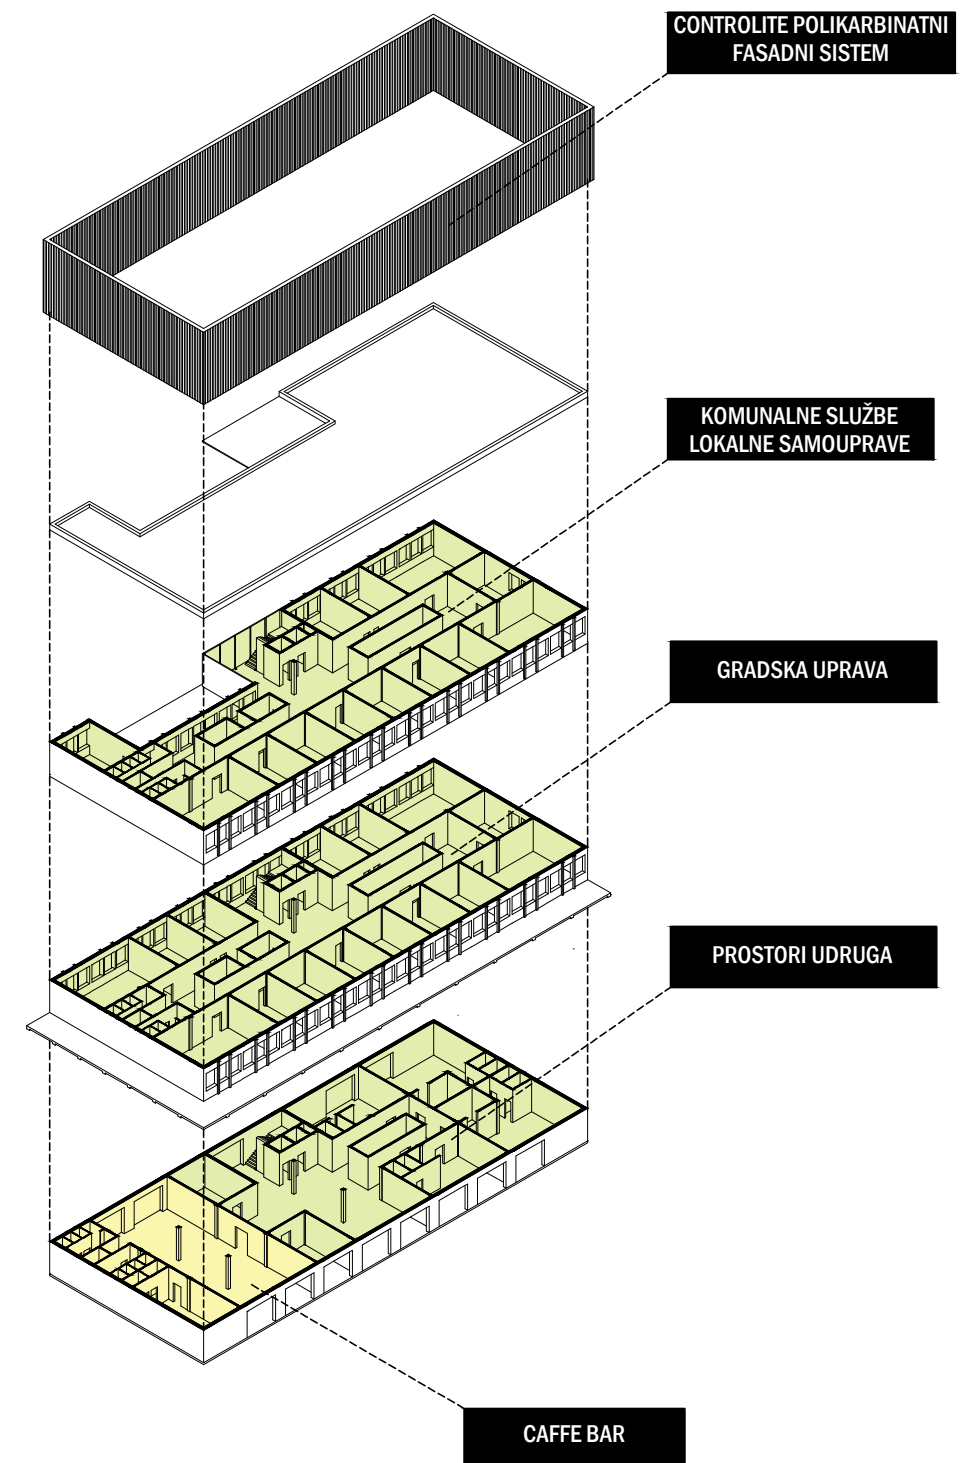 CONTROLITE POLIKARBINATNI
FASADNI SISTEM
KOMUNALNE SLUŽBE
LOKALNE SAMOUPRAVE
GRADSKA UPRAVA
PROSTORI UDRUGA
CAFFE BAR